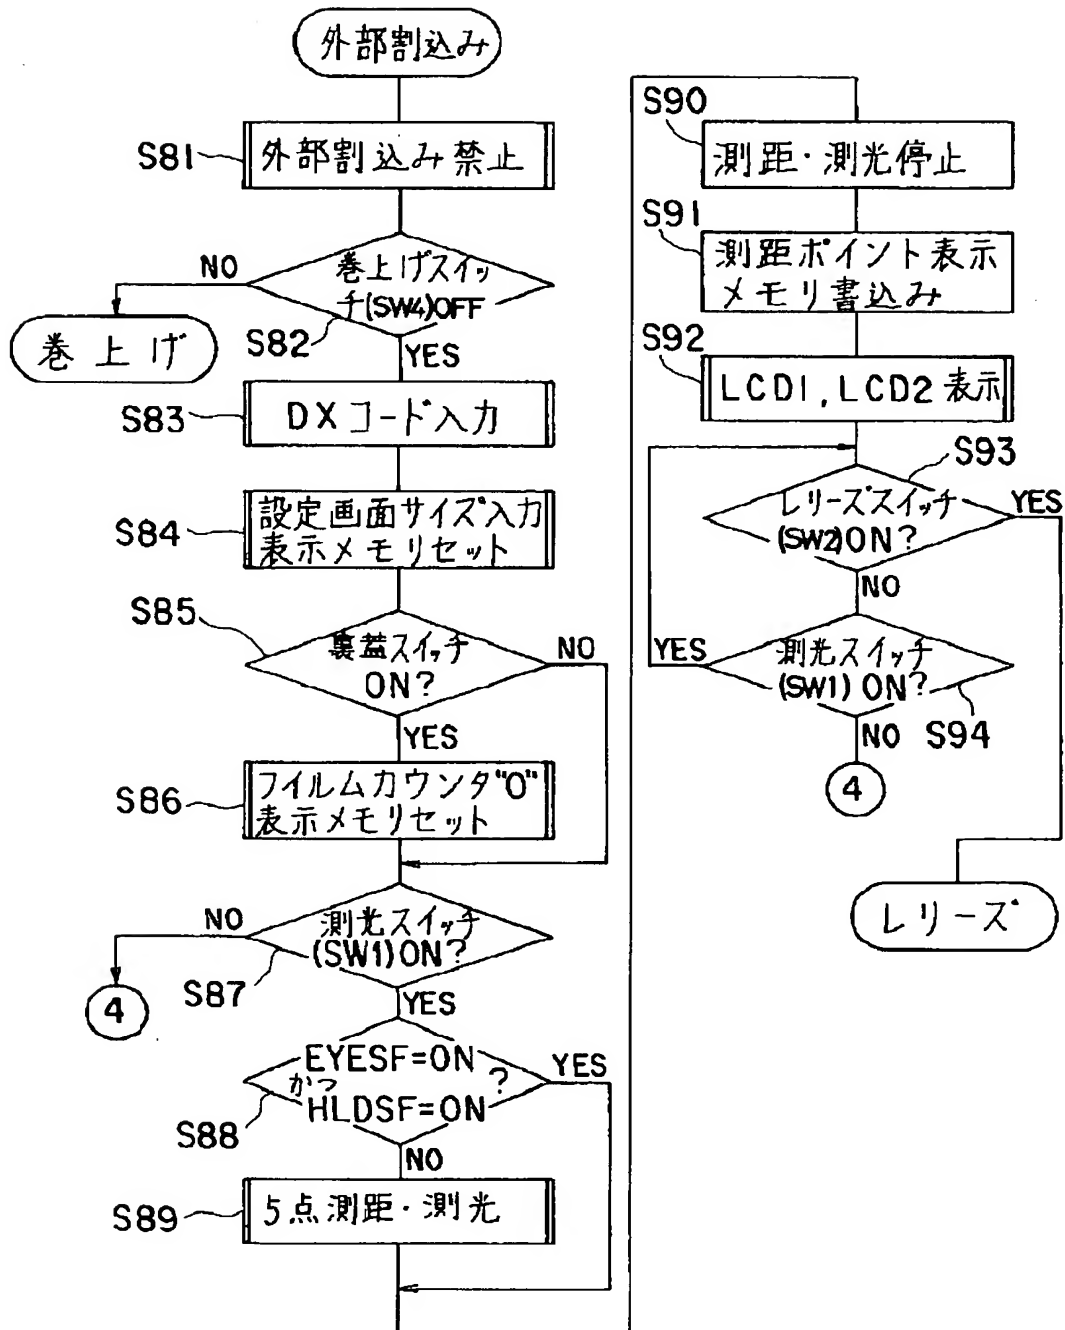 外部割込み
S81
外部割込み禁止
NO
巻上げスイッ
チ(SW4)OFF
S82
YES
巻上げ
S83
DXコード入力
S84
設定画面サイズ入力
表示メモリセット
S85
裏蓋スイッチ
ON?
NO
YES
S86
フイルムカウンタ"0"
表示メモリセット
NO
測光スイッチ
(SW1)ON?
S87
YES
4
EYESF=ON
かつ
?
HLDSF=ON
YES
S88
NO
S89
5点測距・測光
S90
測距・測光停止
S91
測距ポイント表示
メモリ書込み
S92
LCD1,LCD2表示
S93
レリーズスイッチ
(SW2)ON?
YES
NO
YES
測光スイッチ
(SW1)ON?
NO
S94
4
レリーズ